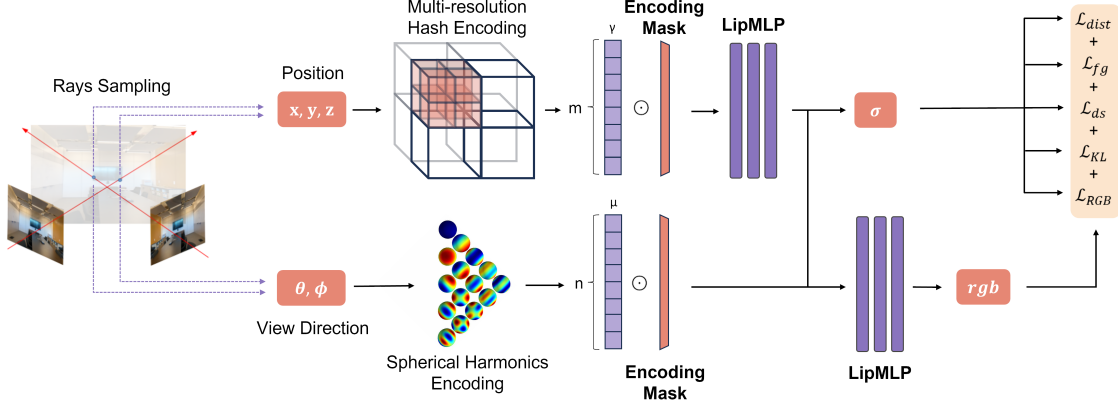 Multi-resolution
Hash Encoding
Encoding
Mask
LipMLP
Rays Sampling
Position
x, y, z
m
γ
⊙
σ
ℒ_dist
+
ℒ_fg
+
ℒ_ds
+
ℒ_KL
+
ℒ_RGB
θ, ϕ
View Direction
Spherical Harmonics
Encoding
n
μ
⊙
Encoding
Mask
LipMLP
rgb